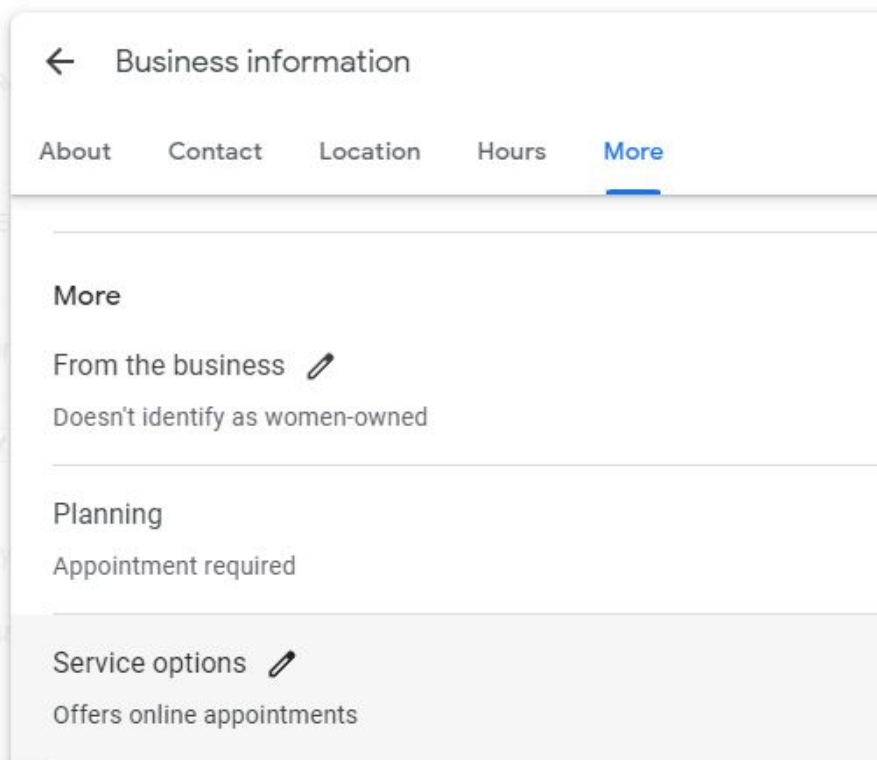 Business information
About Contact Location Hours More
More
From the business
Doesn't identify as women-owned
Planning
Appointment required
Service options
Offers online appointments